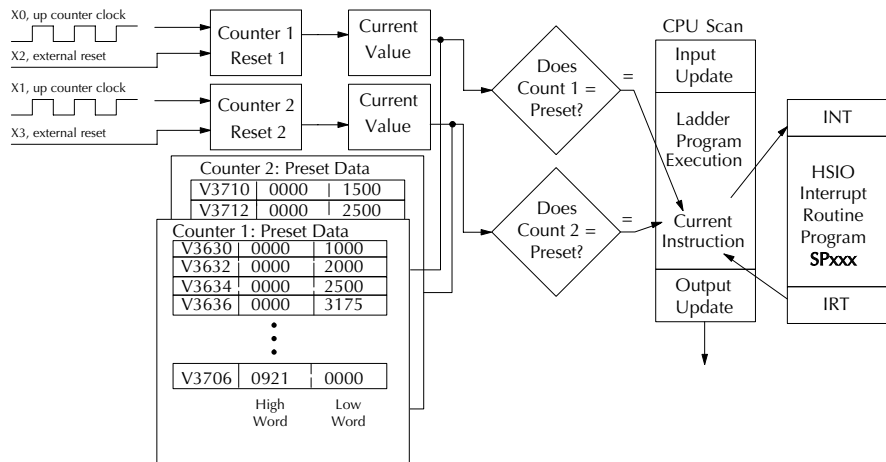 X0, up counter clock
X2, external reset
Counter 1
Reset 1
Current
Value
X1, up counter clock
X3, external reset
Counter 2
Reset 2
Current
Value
Does
Count 1 =
Preset?
=
Does
Count 2 =
Preset?
=
CPU Scan
Input
Update
Ladder
Program
Execution
Current
Instruction
Output
Update
INT
HSIO
Interrupt
Routine
Program
SPxxx
IRT
Counter 2: Preset Data
V3710 0000 1500
V3712 0000 2500
Counter 1: Preset Data
V3630 0000 1000
V3632 0000 2000
V3634 0000 2500
V3636 0000 3175
V3706 0921 0000
High
Word
Low
Word